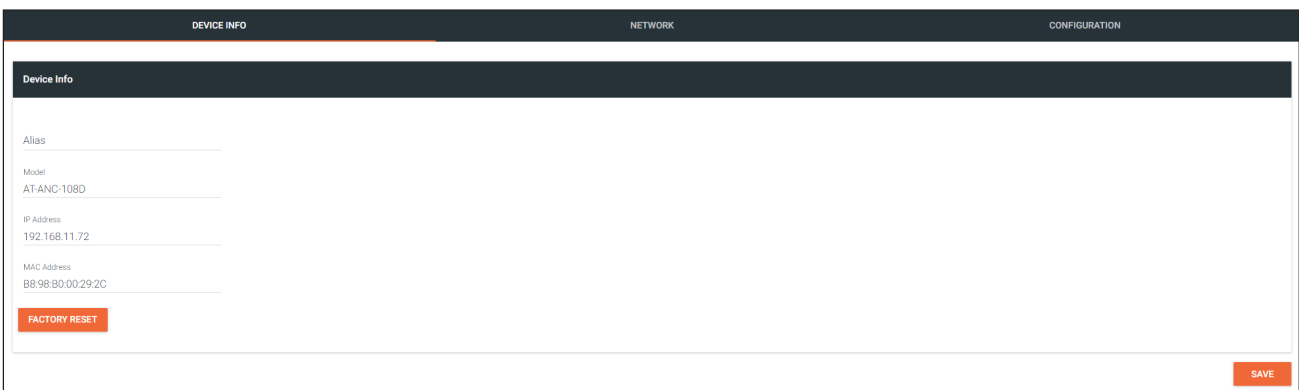 DEVICE INFO
NETWORK
CONFIGURATION
Device Info
Alias
Model
AT-ANC-108D
IP Address
192.168.11.72
MAC Address
B8:98:B0:00:29:2C
FACTORY RESET
SAVE